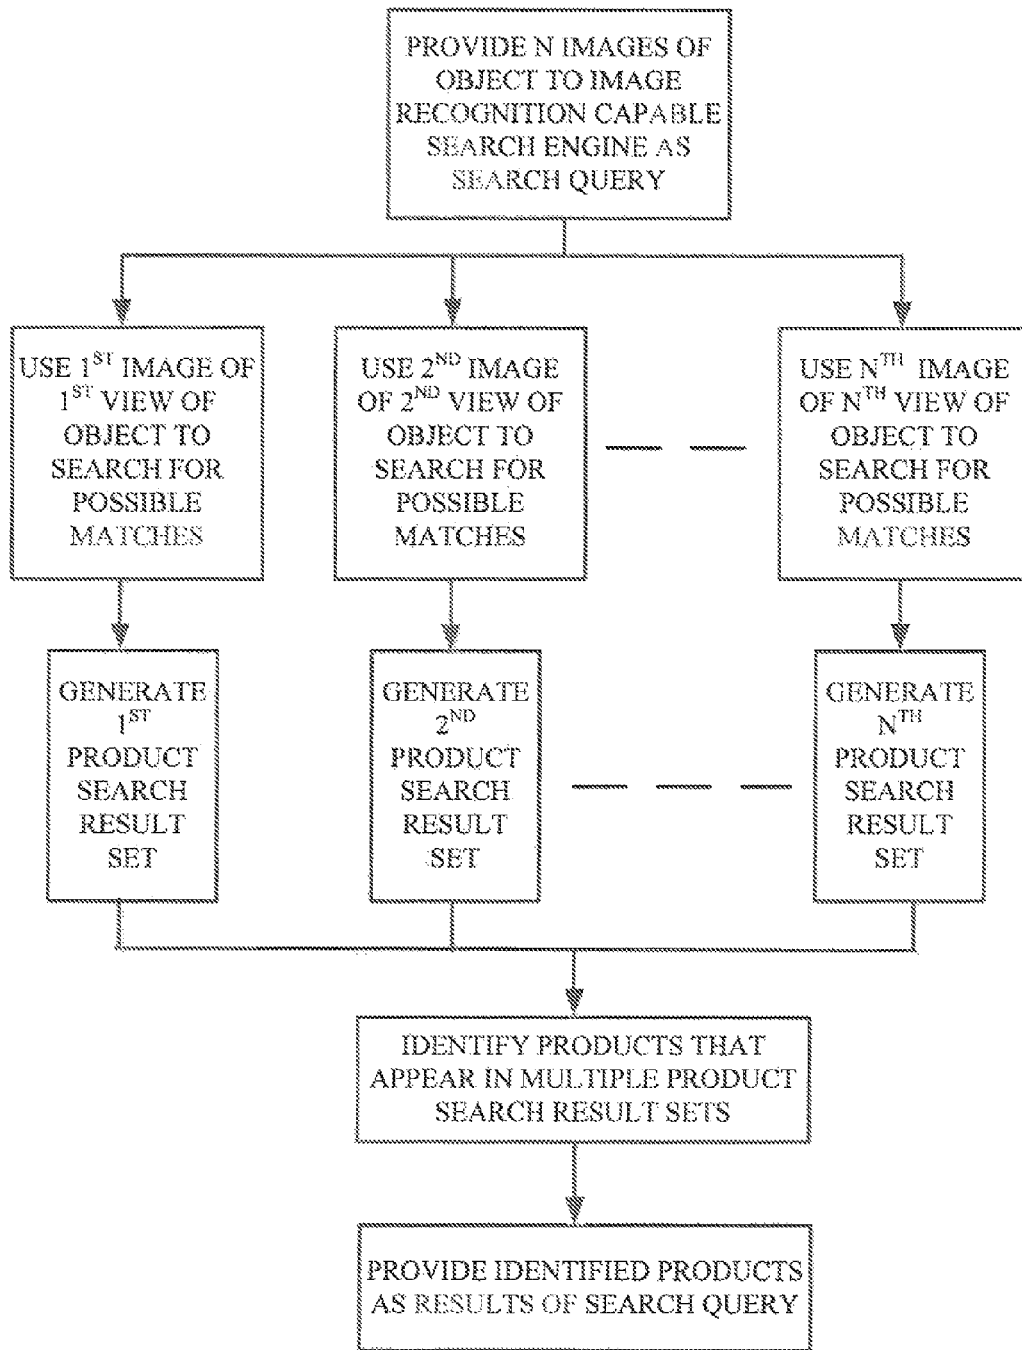 PROVIDE N IMAGES OF
OBJECT TO IMAGE
RECOGNITION CAPABLE
SEARCH ENGINE AS
SEARCH QUERY
USE 1ST IMAGE OF
1ST VIEW OF
OBJECT TO
SEARCH FOR
POSSIBLE
MATCHES
USE 2ND IMAGE
OF 2ND VIEW OF
OBJECT TO
SEARCH FOR
POSSIBLE
MATCHES
USE NTH IMAGE
OF NTH VIEW OF
OBJECT TO
SEARCH FOR
POSSIBLE
MATCHES
GENERATE
1ST
PRODUCT
SEARCH
RESULT
SET
GENERATE
2ND
PRODUCT
SEARCH
RESULT
SET
GENERATE
NTH
PRODUCT
SEARCH
RESULT
SET
IDENTIFY PRODUCTS THAT
APPEAR IN MULTIPLE PRODUCT
SEARCH RESULT SETS
PROVIDE IDENTIFIED PRODUCTS
AS RESULTS OF SEARCH QUERY